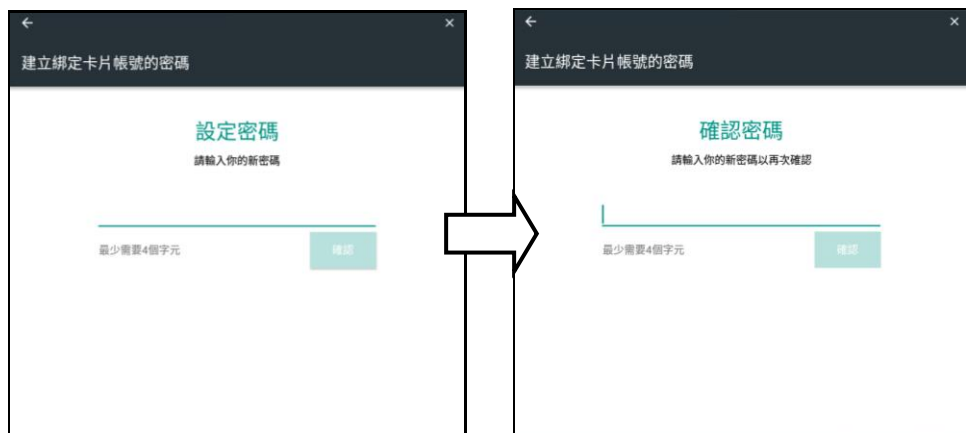 建立綁定卡片帳號的密碼
設定密碼
請輸入你的新密碼
最少需要4個字元
確認
建立綁定卡片帳號的密碼
確認密碼
請輸入你的新密碼以再次確認
最少需要4個字元
確認